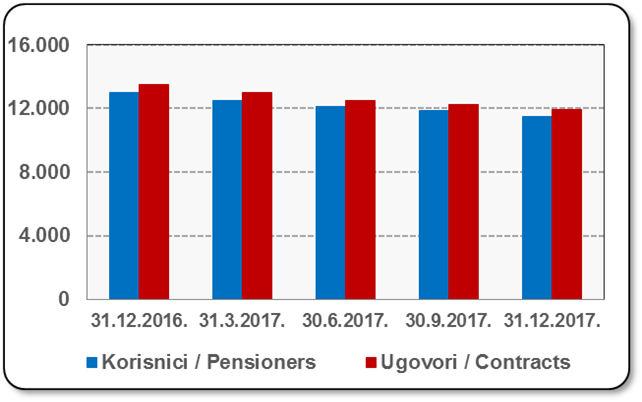 16.000
12.000
8.000
4.000
0
31.12.2016. 31.3.2017. 30.6.2017. 30.9.2017. 31.12.2017.
Korisnici / Pensioners Ugovori / Contracts